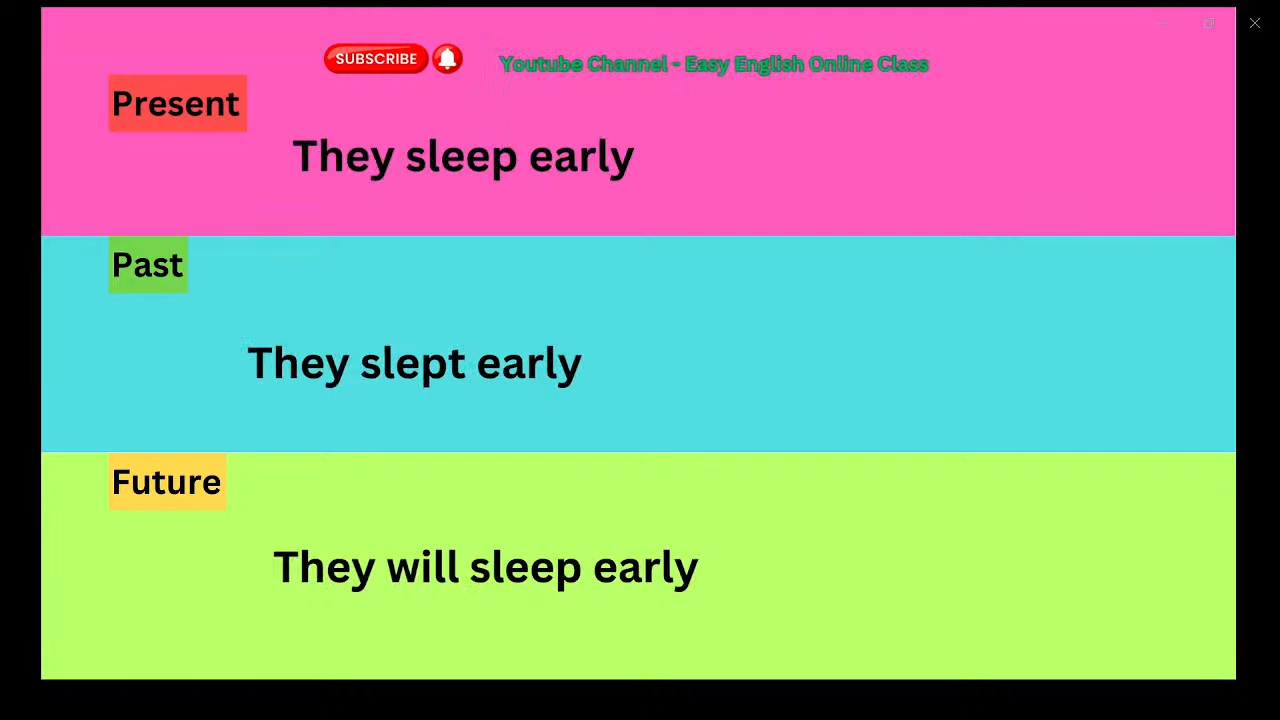 SUBSCRIBE
Youtube Channel - Easy English Online Class
Present
They sleep early
Past
They slept early
Future
They will sleep early